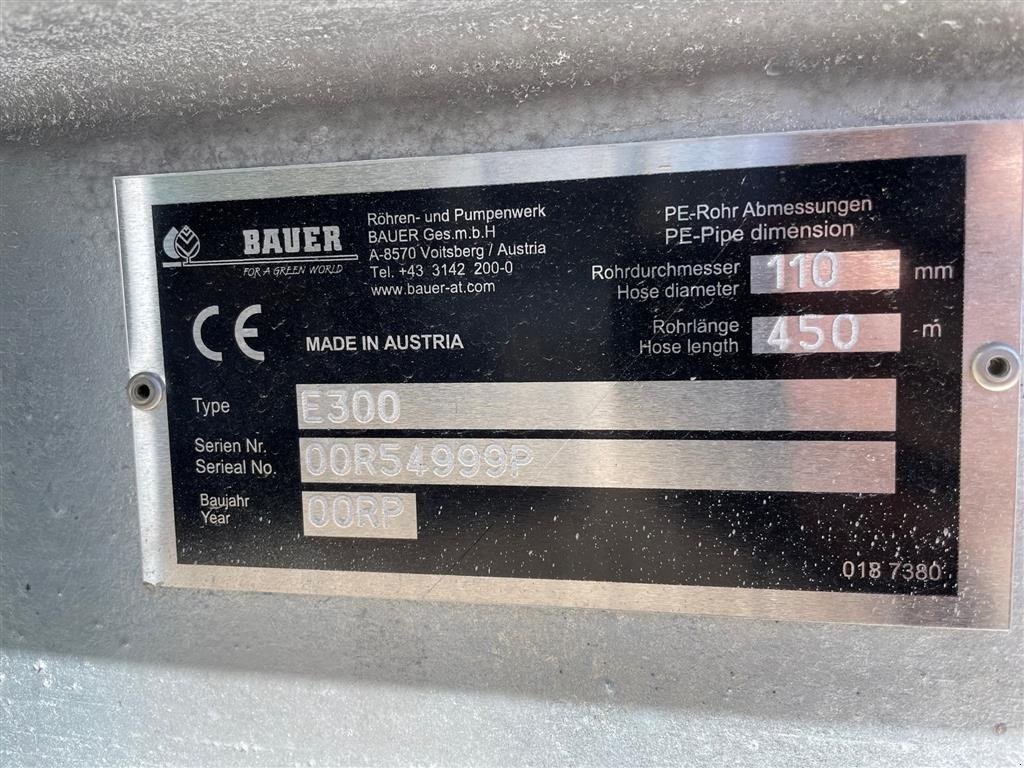 BAUER
FOR A GREEN WORLD
Röhren- und Pumpenwerk
BAUER Ges.m.b.H
A-8570 Voitsberg / Austria
Tel. +43 3142 200-0
www.bauer-at.com
PE-Rohr Abmessungen
PE-Pipe dimension
Rohrdurchmesser
Hose diameter
110 mm
Rohrlänge
Hose length
450 m
CE
MADE IN AUSTRIA
Type E300
Serien Nr.
Serieal No.
00R54999P
Baujahr
Year
00RP
018 7380